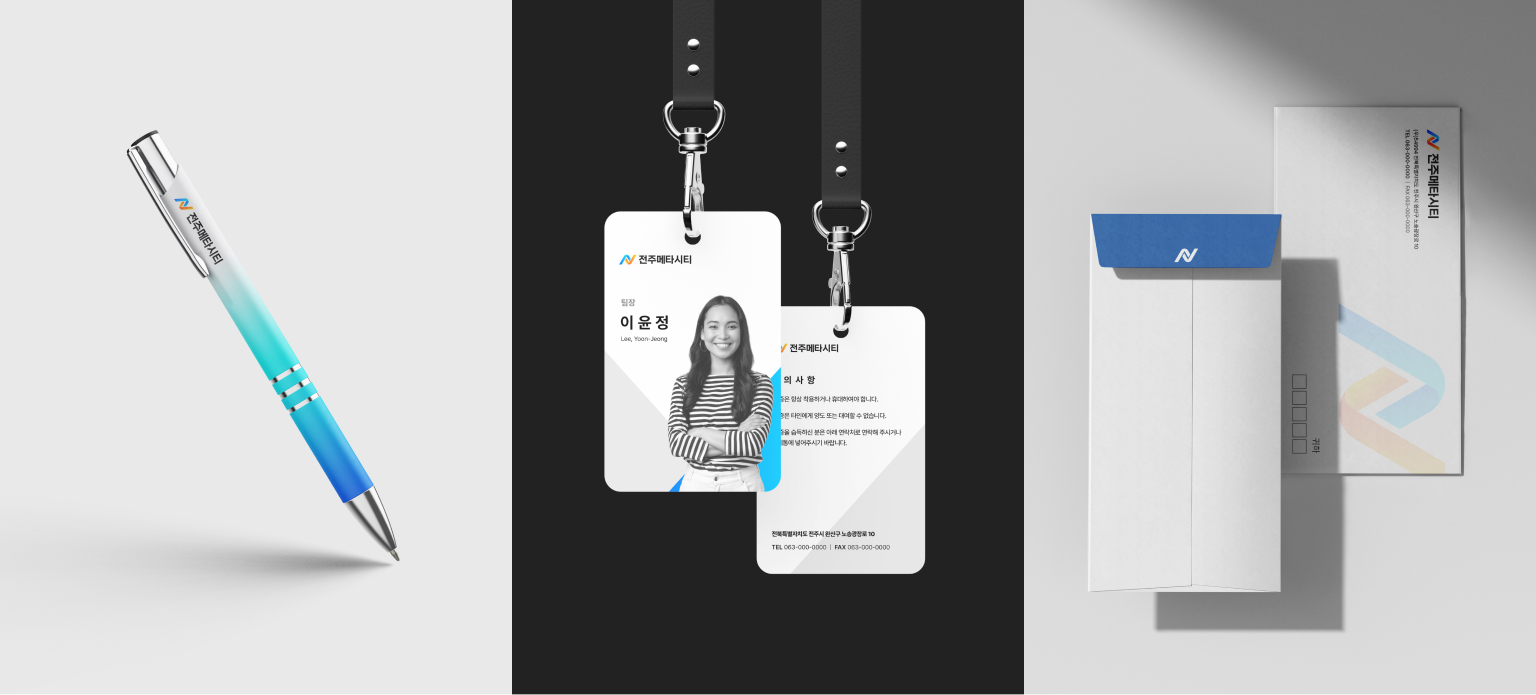 전주메타시티
전주메타시티
팀장
이윤정
Lee, Yoon-Jeong
전주메타시티
의사항
은 항상 착용하거나 휴대하여야 합니다.
은 타인에게 양도 또는 대여할 수 없습니다.
을 습득하신 분은 아래 연락처로 연락해 주시거나
통에 넣어주시기 바랍니다.
전북특별자치도 전주시 완산구 노송광장로 10
TEL 063-000-0000 | FAX 063-000-0000
전주메타시티
전북특별자치도 전주시 완산구 노송광장로 10
TEL 063-000-0000 | FAX 063-000-0000
귀하